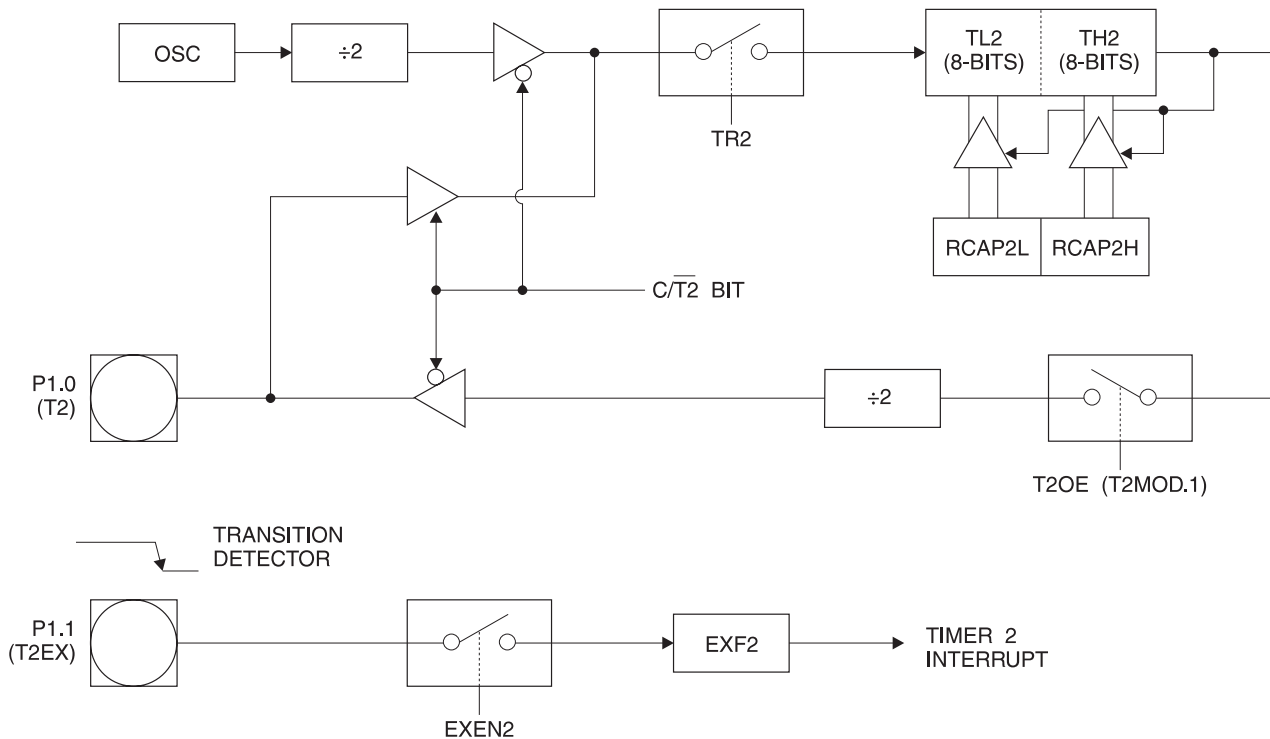 OSC
÷2
TR2
TL2
(8-BITS)
TH2
(8-BITS)
RCAP2L
RCAP2H
C/T̅2̅ BIT
P1.0
(T2)
÷2
T2OE (T2MOD.1)
TRANSITION
DETECTOR
P1.1
(T2EX)
EXEN2
EXF2
TIMER 2
INTERRUPT